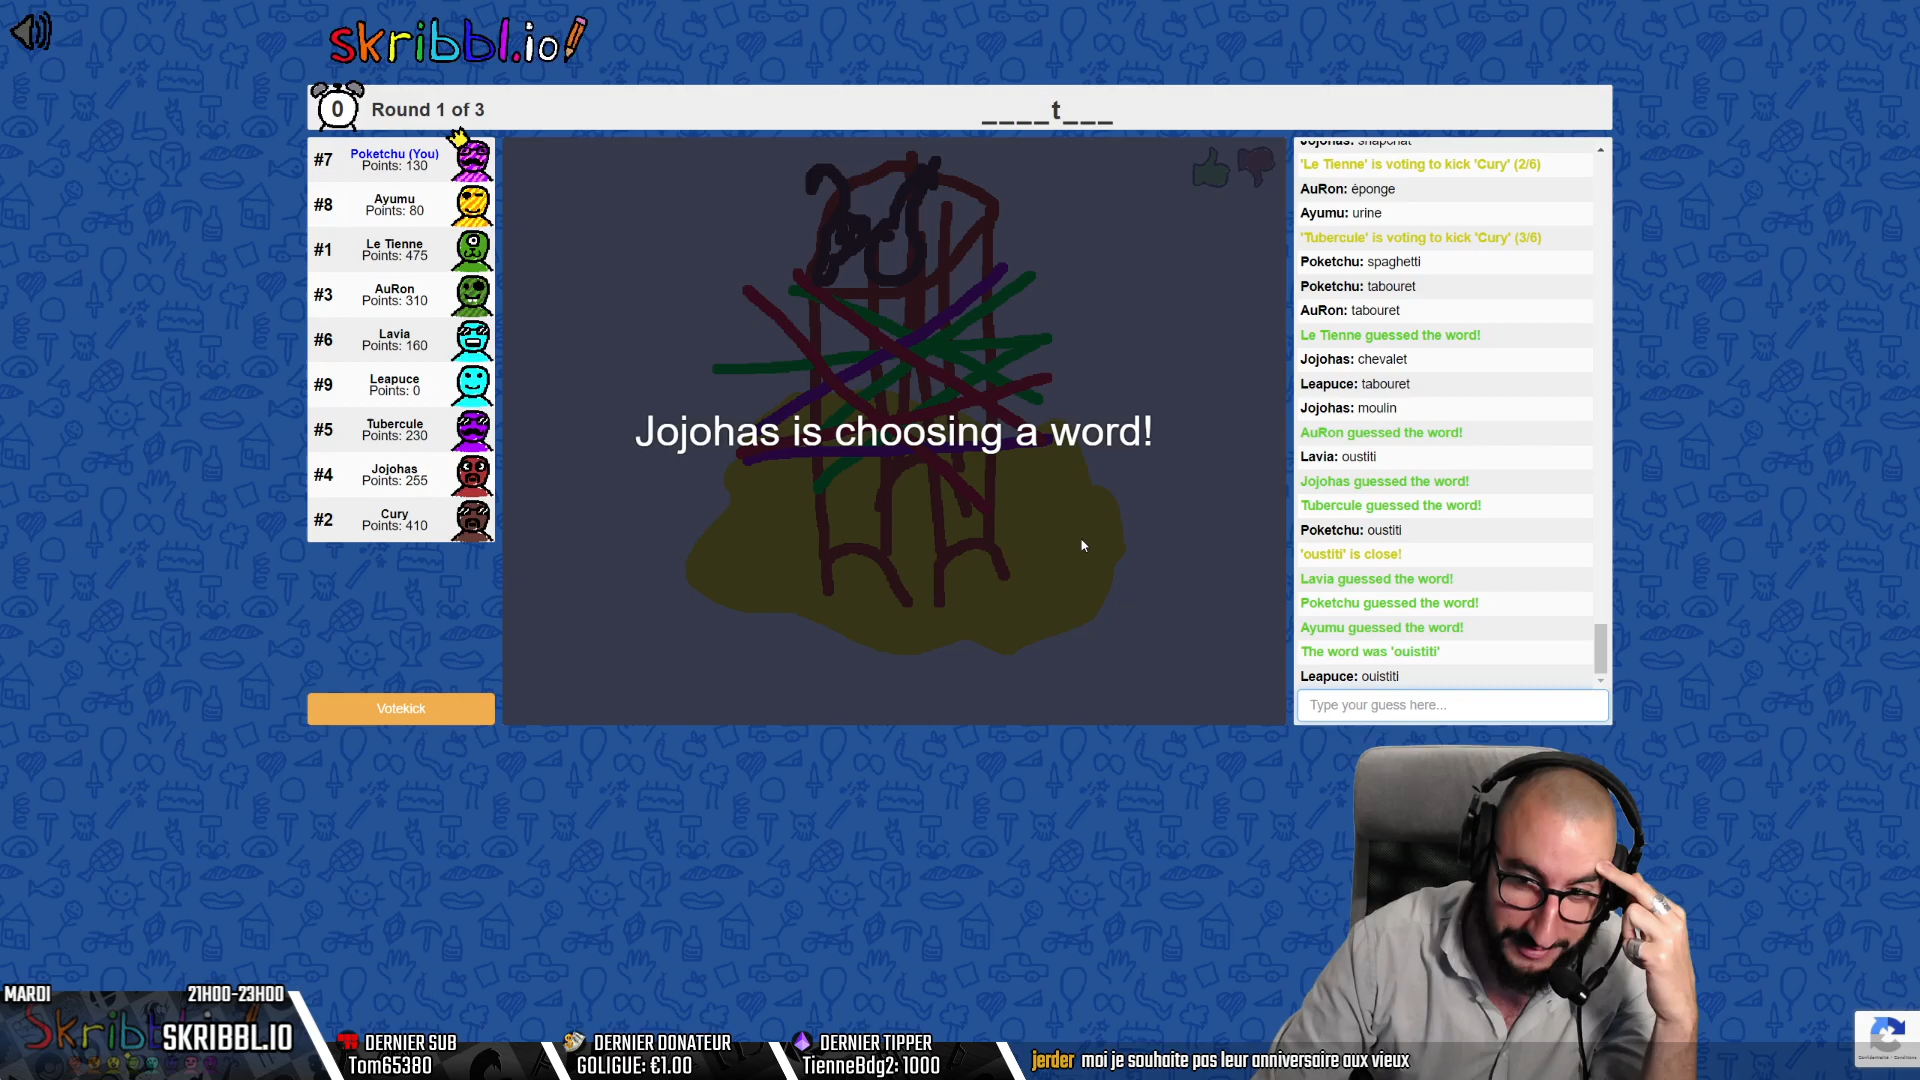 skribbl.io!
0
Round 1 of 3
____t___
#7 Poketchu (You)
Points: 130
#8 Ayumu
Points: 80
#1 Le Tienne
Points: 475
#3 AuRon
Points: 310
#6 Lavia
Points: 160
#9 Leapuce
Points: 0
#5 Tubercule
Points: 230
#4 Jojohas
Points: 255
#2 Cury
Points: 410
Votekick
Jojohas is choosing a word!
Jojohas: snapchat
'Le Tienne' is voting to kick 'Cury' (2/6)
AuRon: éponge
Ayumu: urine
'Tubercule' is voting to kick 'Cury' (3/6)
Poketchu: spaghetti
Poketchu: tabouret
AuRon: tabouret
Le Tienne guessed the word!
Jojohas: chevalet
Leapuce: tabouret
Jojohas: moulin
AuRon guessed the word!
Lavia: oustiti
Jojohas guessed the word!
Tubercule guessed the word!
Poketchu: oustiti
'oustiti' is close!
Lavia guessed the word!
Poketchu guessed the word!
Ayumu guessed the word!
The word was 'ouistiti'
Leapuce: ouistiti
Type your guess here...
MARDI 21H00-23H00
SKRIBBL.IO
DERNIER SUB
Tom65380
DERNIER DONATEUR
GOLIGUE: €1.00
DERNIER TIPPER
TienneBdg2: 1000
jerder moi je souhaite pas leur anniversaire aux vieux